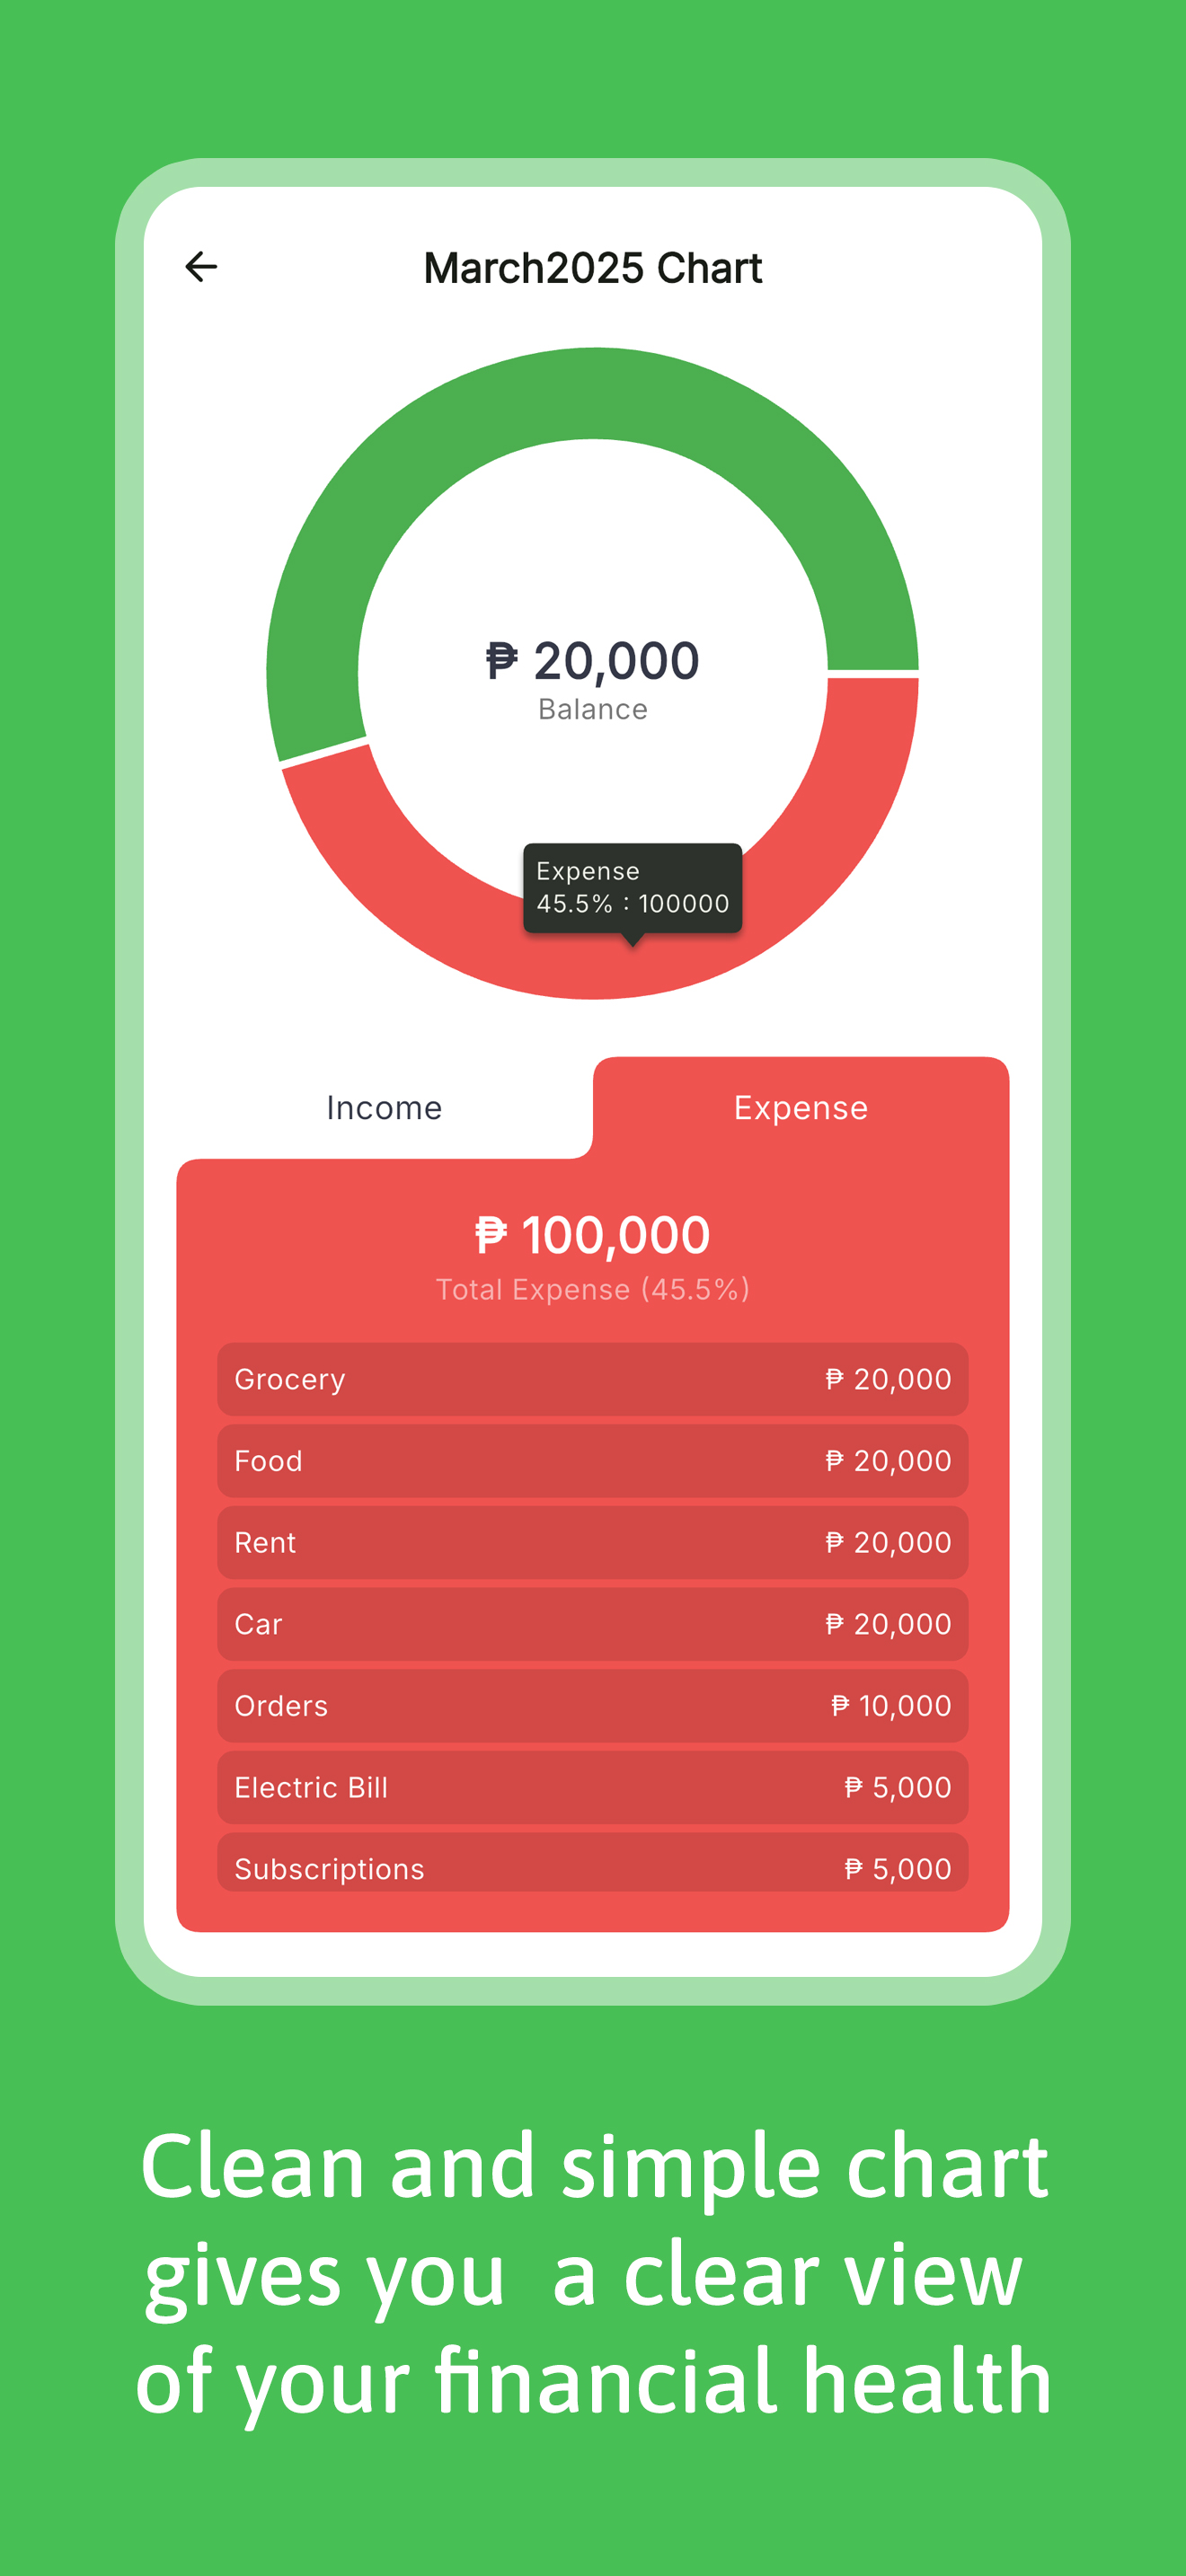 March2025 Chart
₱ 20,000
Balance
Expense
45.5% : 100000
Income
Expense
₱ 100,000
Total Expense (45.5%)
Grocery ₱ 20,000
Food ₱ 20,000
Rent ₱ 20,000
Car ₱ 20,000
Orders ₱ 10,000
Electric Bill ₱ 5,000
Subscriptions ₱ 5,000
Clean and simple chart
gives you  a clear view
of your financial health